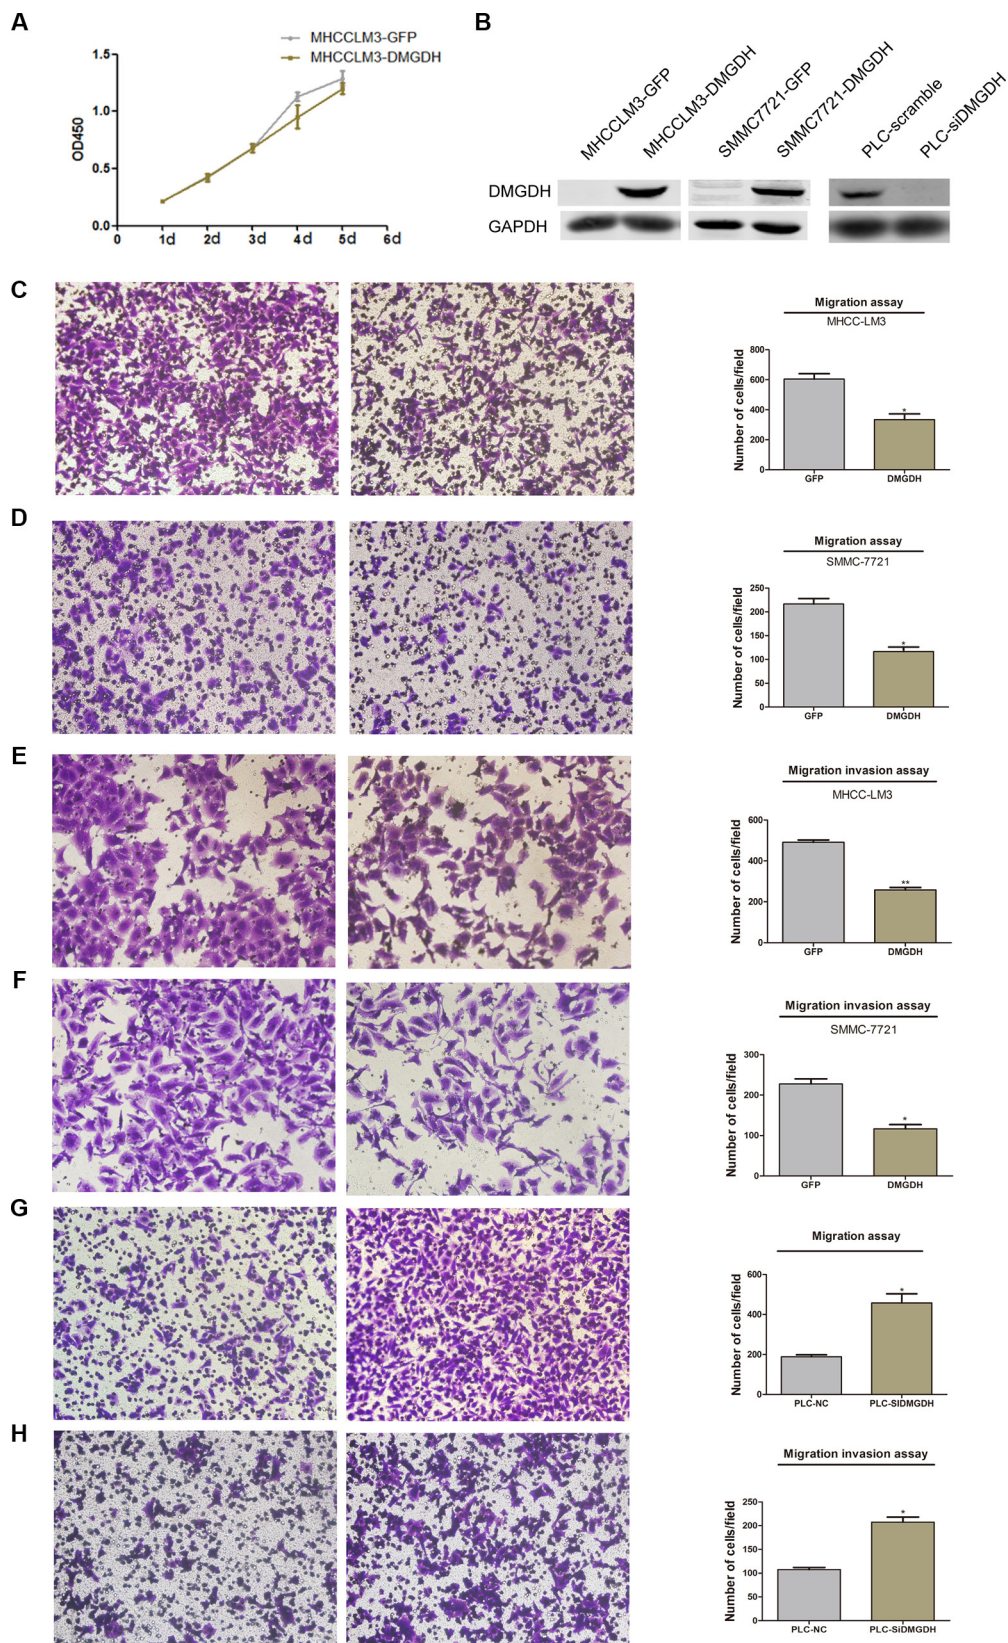 A
MHCCLM3-GFP
MHCCLM3-DMGDH
1.5
1.0
0.5
0.0
OD450
0 1d 2d 3d 4d 5d 6d
B
MHCCLM3-GFP
MHCCLM3-DMGDH
SMMC7721-GFP
SMMC7721-DMGDH
PLC-scramble
PLC-siDMGDH
DMGDH
GAPDH
C
Migration assay
MHCC-LM3
Number of cells/field
800
600
400
200
0
*
GFP DMGDH
D
Migration assay
SMMC-7721
Number of cells/field
250
200
150
100
50
0
*
GFP DMGDH
E
Migration invasion assay
MHCC-LM3
Number of cells/field
600
400
200
0
**
GFP DMGDH
F
Migration invasion assay
SMMC-7721
Number of cells/field
300
200
100
0
*
GFP DMGDH
G
Migration assay
Number of cells/field
600
400
200
0
*
PLC-NC PLC-SIDMGDH
H
Migration invasion assay
Number of cells/field
250
200
150
100
50
0
*
PLC-NC PLC-SiDMGDH